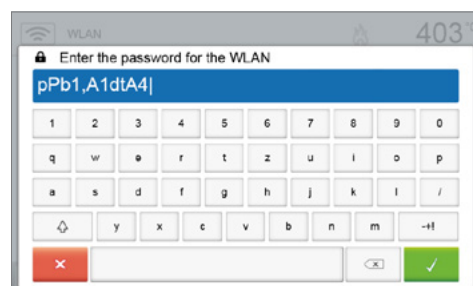 WLAN 403°
Enter the password for the WLAN
pPb1,A1dtA4|
1 2 3 4 5 6 7 8 9 0
q w e r t z u i o p
a s d f g h j k l /
y x c v b n m -+!